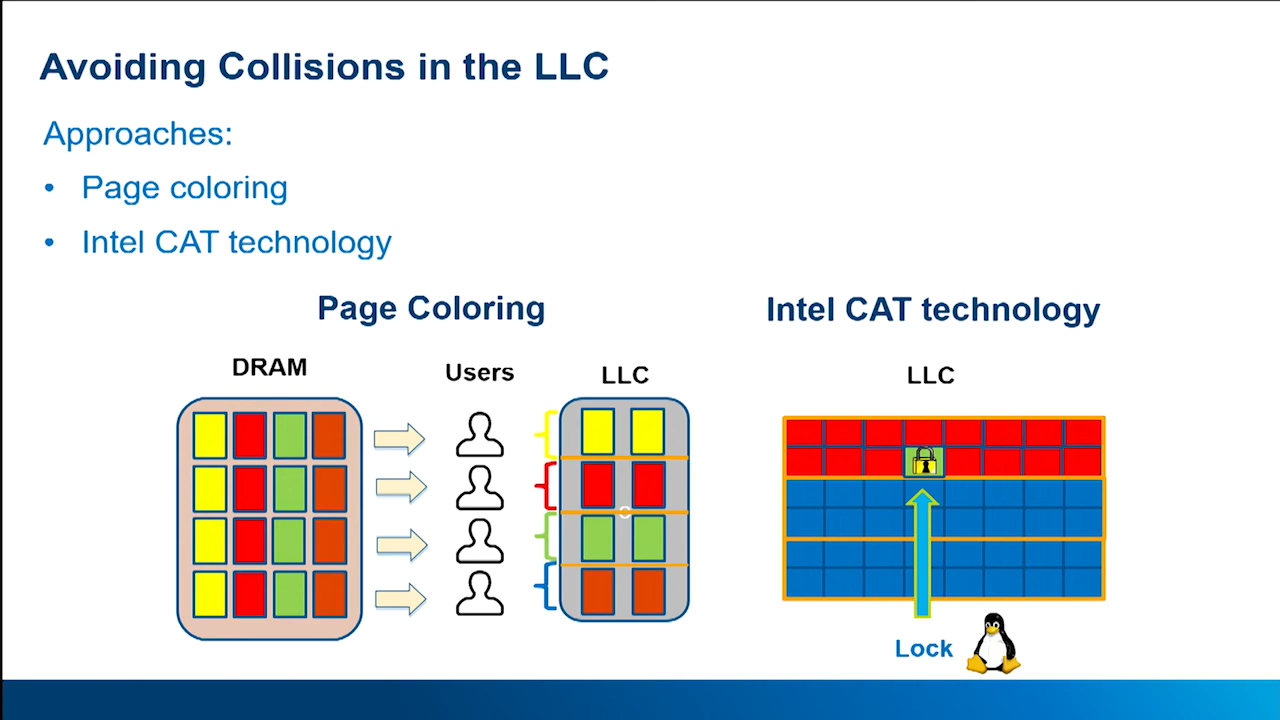 Avoiding Collisions in the LLC
Approaches:
• Page coloring
• Intel CAT technology
Page Coloring
Intel CAT technology
DRAM
Users
LLC
LLC
Lock